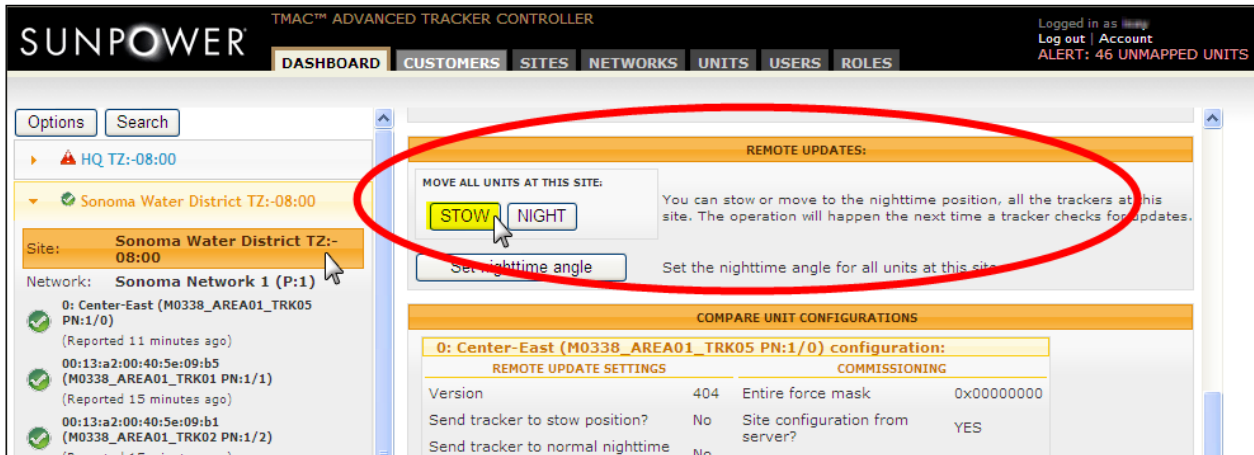 SUNPOWER
TMAC™ ADVANCED TRACKER CONTROLLER
Logged in as
Log out | Account
ALERT: 46 UNMAPPED UNITS
DASHBOARD CUSTOMERS SITES NETWORKS UNITS USERS ROLES
Options Search
HQ TZ:-08:00
Sonoma Water District TZ:-08:00
Site: Sonoma Water District TZ:-
08:00
Network: Sonoma Network 1 (P:1)
0: Center-East (M0338_AREA01_TRK05
PN:1/0)
(Reported 11 minutes ago)
00:13:a2:00:40:5e:09:b5
(M0338_AREA01_TRK01 PN:1/1)
(Reported 15 minutes ago)
00:13:a2:00:40:5e:09:b1
(M0338_AREA01_TRK02 PN:1/2)
REMOTE UPDATES:
MOVE ALL UNITS AT THIS SITE:
STOW NIGHT
You can stow or move to the nighttime position, all the trackers at this
site. The operation will happen the next time a tracker checks for updates.
Set nighttime angle
Set the nighttime angle for all units at this site
COMPARE UNIT CONFIGURATIONS
0: Center-East (M0338_AREA01_TRK05 PN:1/0) configuration:
REMOTE UPDATE SETTINGS COMMISSIONING
Version 404 Entire force mask 0x00000000
Send tracker to stow position? No Site configuration from
server? YES
Send tracker to normal nighttime No